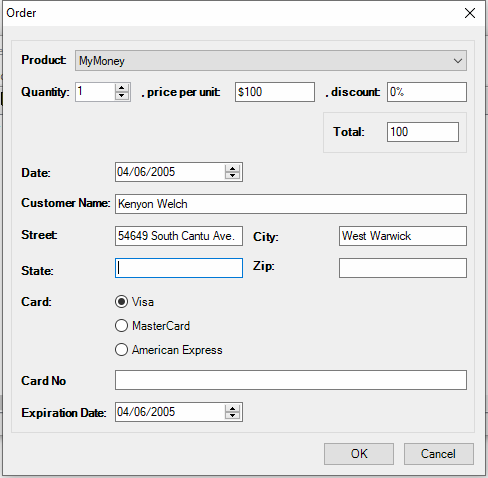 Order
Product: MyMoney
Quantity: 1 , price per unit: $100 , discount: 0%
Total: 100
Date: 04/06/2005
Customer Name: Kenyon Welch
Street: 54649 South Cantu Ave. City: West Warwick
State: Zip:
Card: Visa
MasterCard
American Express
Card No
Expiration Date: 04/06/2005
OK Cancel